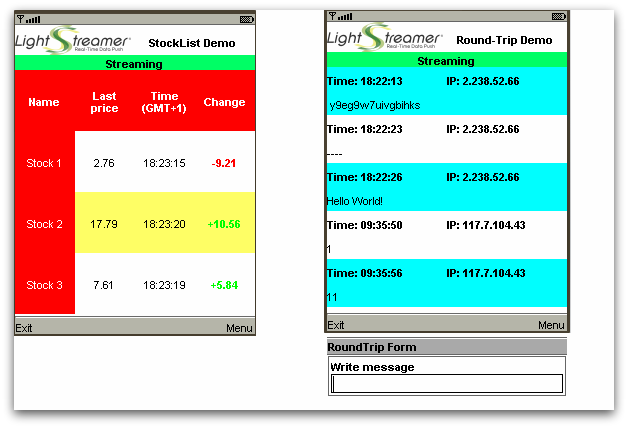 LightStreamer
Real-Time Data Push
StockList Demo
Streaming
Name Last price Time (GMT+1) Change
Stock 1 2.76 18:23:15 -9.21
Stock 2 17.79 18:23:20 +10.56
Stock 3 7.61 18:23:19 +5.84
Exit Menu
LightStreamer
Real-Time Data Push
Round-Trip Demo
Streaming
Time: 18:22:13 IP: 2.238.52.66
y9eg9w7uivgbihks
Time: 18:22:23 IP: 2.238.52.66
----
Time: 18:22:26 IP: 2.238.52.66
Hello World!
Time: 09:35:50 IP: 117.7.104.43
1
Time: 09:35:56 IP: 117.7.104.43
11
Exit Menu
RoundTrip Form
Write message